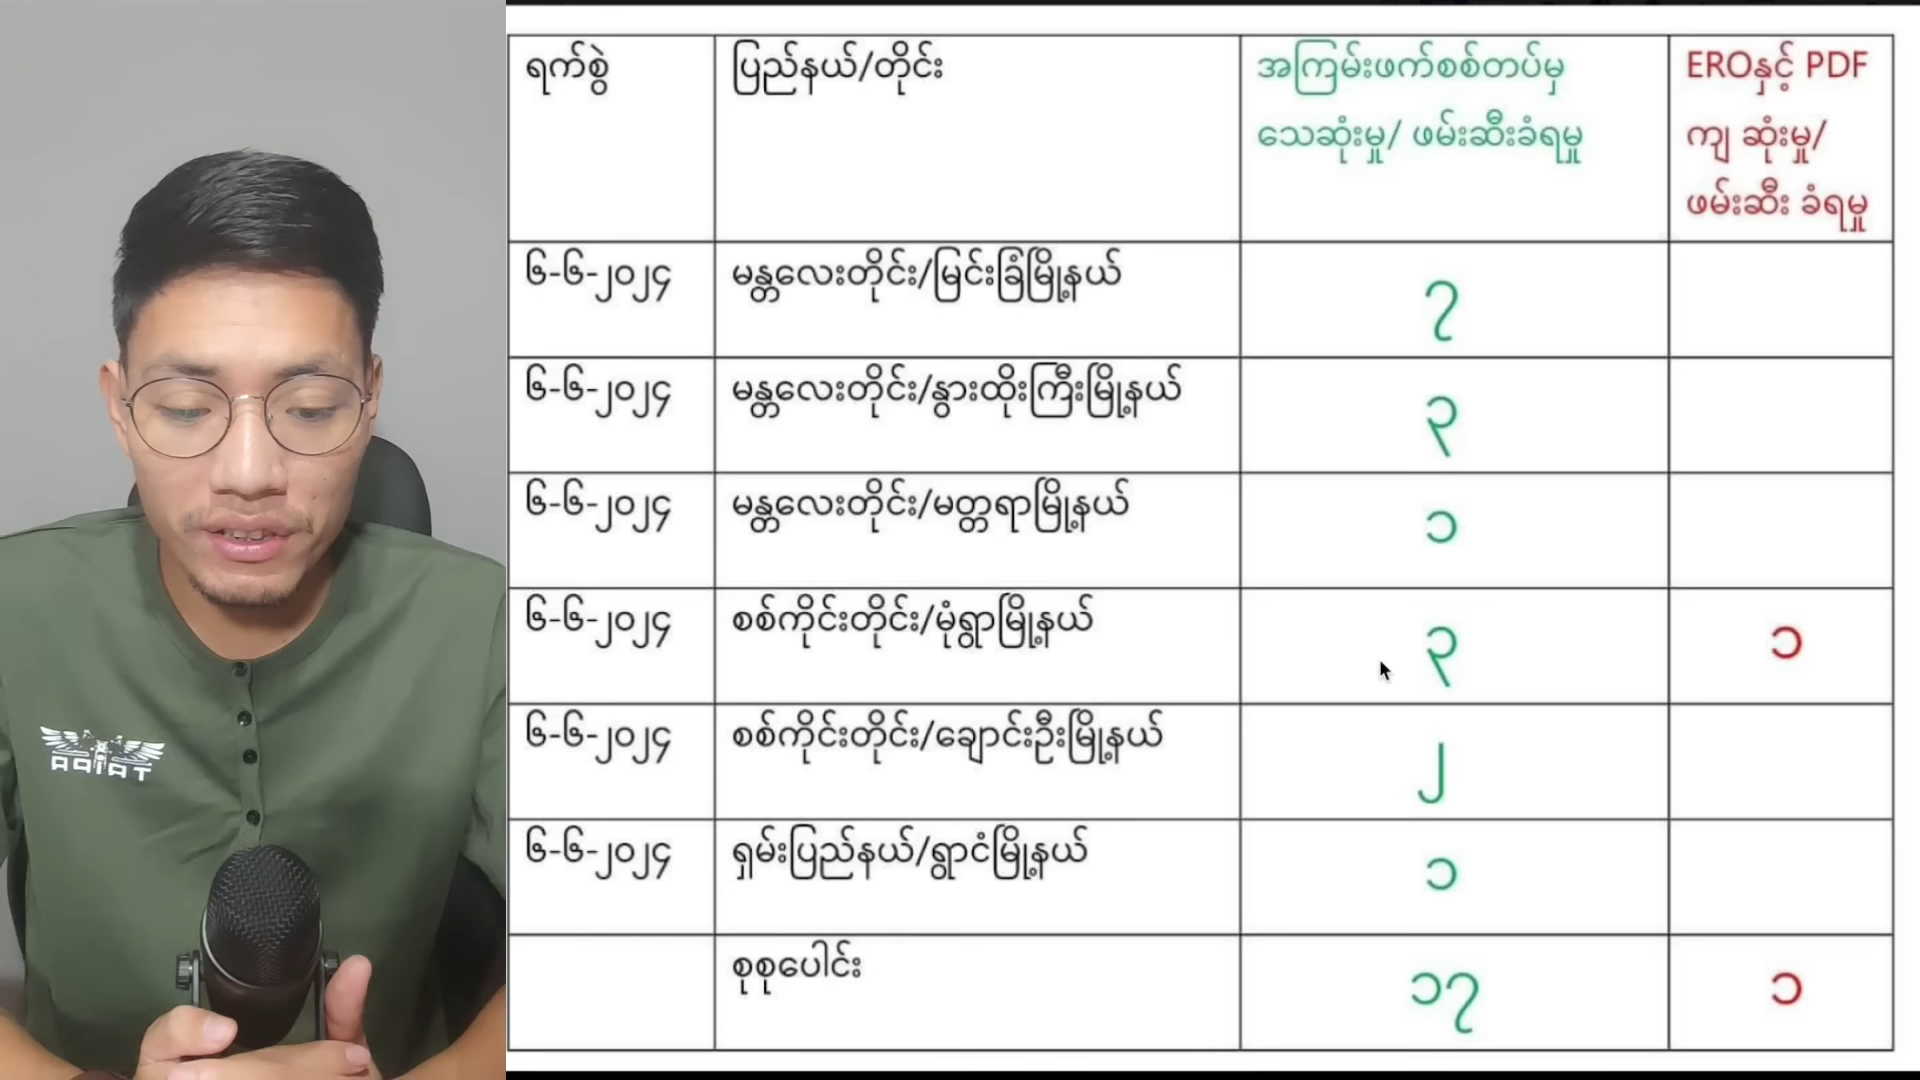 ရက်စွဲ
ပြည်နယ်/တိုင်း
အကြမ်းဖက်စစ်တပ်မှ
သေဆုံးမှု/ ဖမ်းဆီးခံရမှု
EROနှင့် PDF
ကျ ဆုံးမှု/
ဖမ်းဆီး ခံရမှု
၆-၆-၂၀၂၄ မန္တလေးတိုင်း/မြင်းခြံမြို့နယ် ၇
၆-၆-၂၀၂၄ မန္တလေးတိုင်း/နွားထိုးကြီးမြို့နယ် ၃
၆-၆-၂၀၂၄ မန္တလေးတိုင်း/မတ္တရာမြို့နယ် ၁
၆-၆-၂၀၂၄ စစ်ကိုင်းတိုင်း/မုံရွာမြို့နယ် ၃ ၁
၆-၆-၂၀၂၄ စစ်ကိုင်းတိုင်း/ချောင်းဦးမြို့နယ် ၂
၆-၆-၂၀၂၄ ရှမ်းပြည်နယ်/ရွာငံမြို့နယ် ၁
စုစုပေါင်း ၁၇ ၁